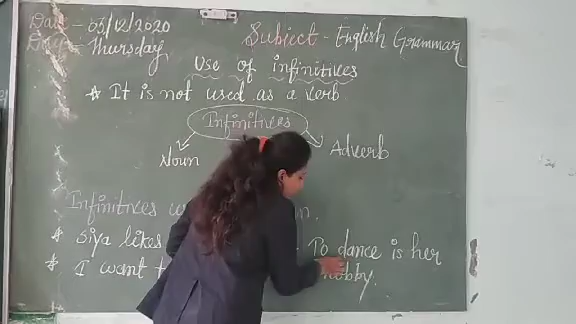 Date - 03/12/2020
Subject - English Grammar
Day - Thursday
Use of infinitives
* It is not used as a verb
Infinitives
Noun
Adverb
Infinitives
* Siya likes - To dance is her
* I want hobby.